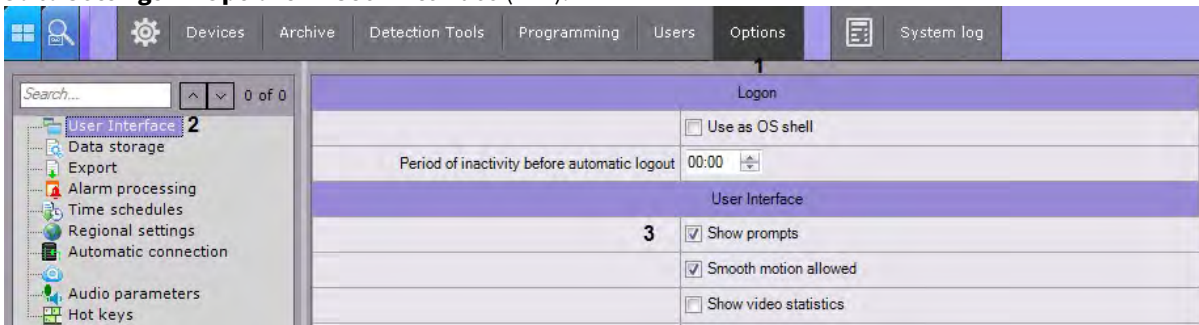 Devices Archive Detection Tools Programming Users Options System log
1
Search... 0 of 0
User Interface 2
Data storage
Export
Alarm processing
Time schedules
Regional settings
Automatic connection
Audio parameters
Hot keys
Logon
Use as OS shell
Period of inactivity before automatic logout 00:00
User Interface
3 Show prompts
Smooth motion allowed
Show video statistics